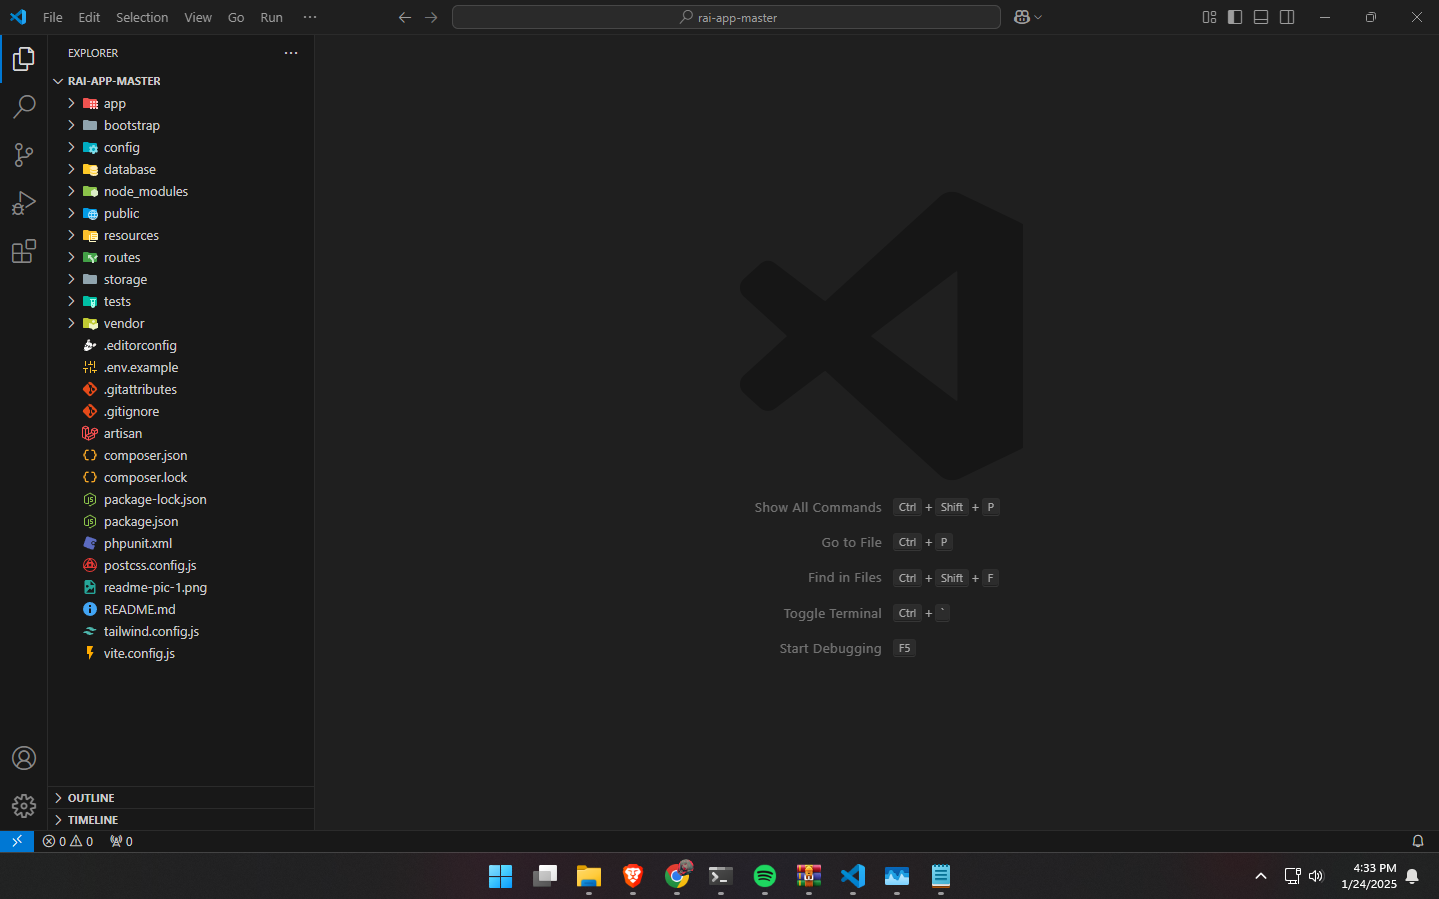 File Edit Selection View Go Run ···
rai-app-master
EXPLORER
RAI-APP-MASTER
app
bootstrap
config
database
node_modules
public
resources
routes
storage
tests
vendor
.editorconfig
.env.example
.gitattributes
.gitignore
artisan
composer.json
composer.lock
package-lock.json
package.json
phpunit.xml
postcss.config.js
readme-pic-1.png
README.md
tailwind.config.js
vite.config.js
OUTLINE
TIMELINE
Show All Commands Ctrl + Shift + P
Go to File Ctrl + P
Find in Files Ctrl + Shift + F
Toggle Terminal Ctrl + `
Start Debugging F5
0 0 0
4:33 PM
1/24/2025